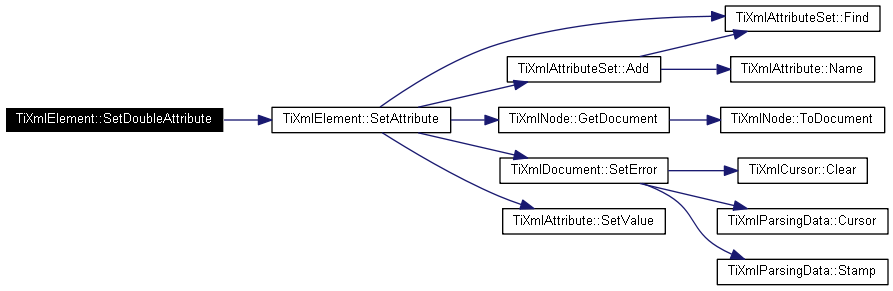 TiXmlAttributeSet::Find
TiXmlAttributeSet::Add
TiXmlAttribute::Name
TiXmlElement::SetDoubleAttribute
TiXmlElement::SetAttribute
TiXmlNode::GetDocument
TiXmlNode::ToDocument
TiXmlDocument::SetError
TiXmlCursor::Clear
TiXmlAttribute::SetValue
TiXmlParsingData::Cursor
TiXmlParsingData::Stamp